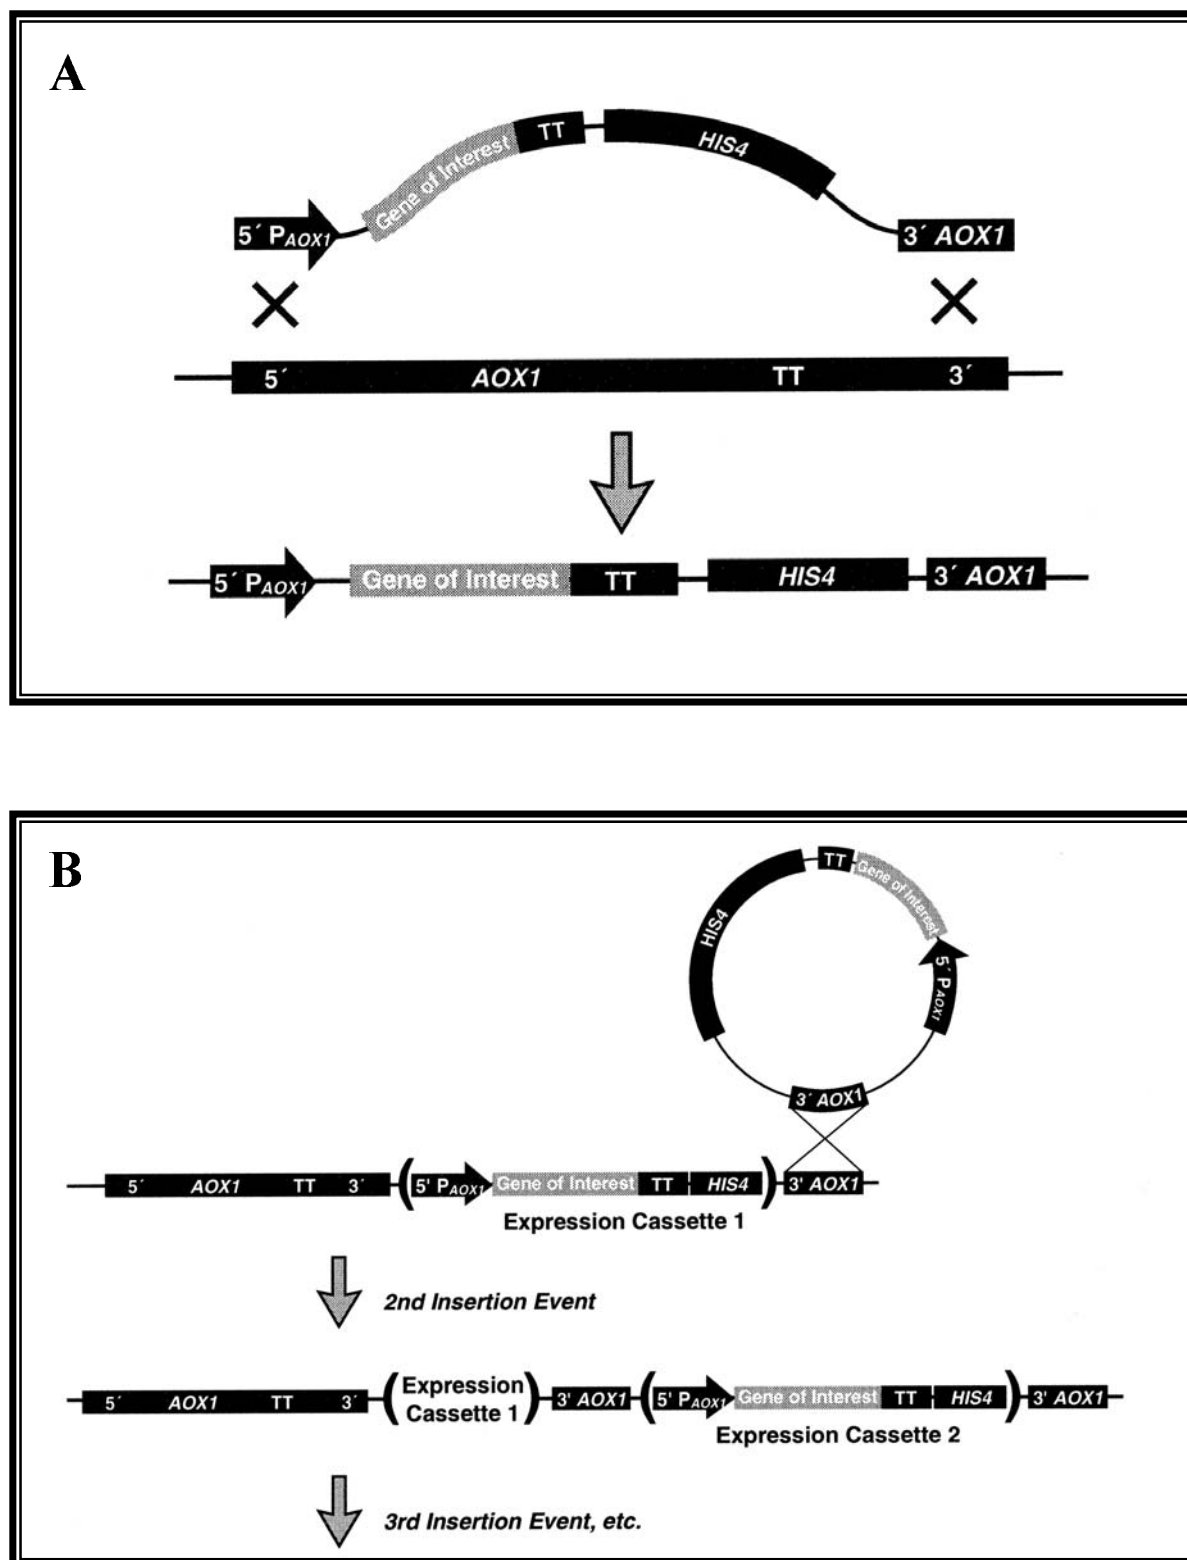 A
TT
HIS4
Gene of Interest
5´ PAOX1
3´ AOX1
5´ AOX1 TT 3´
5´ PAOX1 Gene of Interest TT HIS4 3´ AOX1
B
TT
Gene of Interest
HIS4
5´ PAOX1
3´ AOX1
5´ AOX1 TT 3´ ( 5' PAOX1 Gene of Interest TT HIS4 ) 3' AOX1
Expression Cassette 1
2nd Insertion Event
5´ AOX1 TT 3´ ( Expression Cassette 1 ) 3' AOX1 ( 5' PAOX1 Gene of Interest TT HIS4 ) 3' AOX1
Expression Cassette 2
3rd Insertion Event, etc.